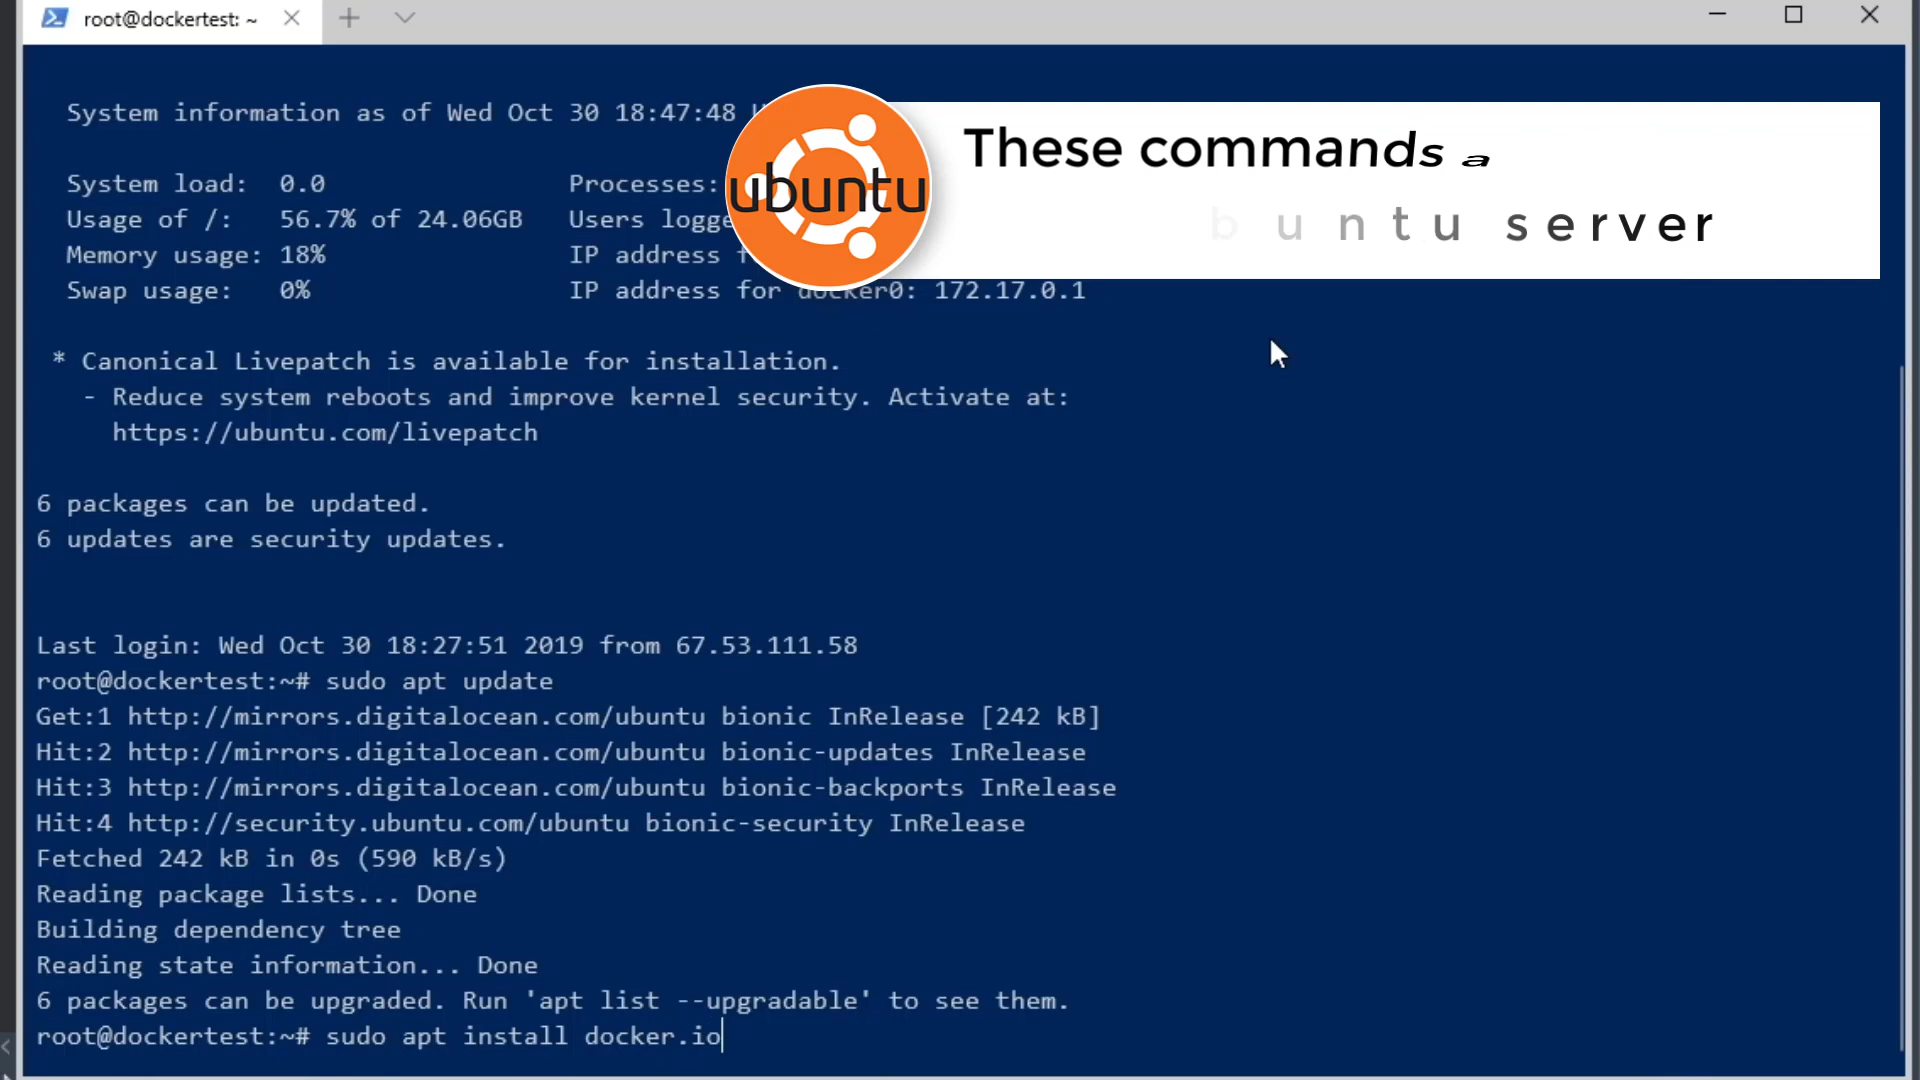 root@dockertest: ~
System information as of Wed Oct 30 18:47:48
ubuntu
These commands a
buntu server
System load: 0.0 Processes:
Usage of /: 56.7% of 24.06GB Users logge
Memory usage: 18% IP address f
Swap usage: 0% IP address for docker0: 172.17.0.1
* Canonical Livepatch is available for installation.
- Reduce system reboots and improve kernel security. Activate at:
https://ubuntu.com/livepatch
6 packages can be updated.
6 updates are security updates.
Last login: Wed Oct 30 18:27:51 2019 from 67.53.111.58
root@dockertest:~# sudo apt update
Get:1 http://mirrors.digitalocean.com/ubuntu bionic InRelease [242 kB]
Hit:2 http://mirrors.digitalocean.com/ubuntu bionic-updates InRelease
Hit:3 http://mirrors.digitalocean.com/ubuntu bionic-backports InRelease
Hit:4 http://security.ubuntu.com/ubuntu bionic-security InRelease
Fetched 242 kB in 0s (590 kB/s)
Reading package lists... Done
Building dependency tree
Reading state information... Done
6 packages can be upgraded. Run 'apt list --upgradable' to see them.
root@dockertest:~# sudo apt install docker.io